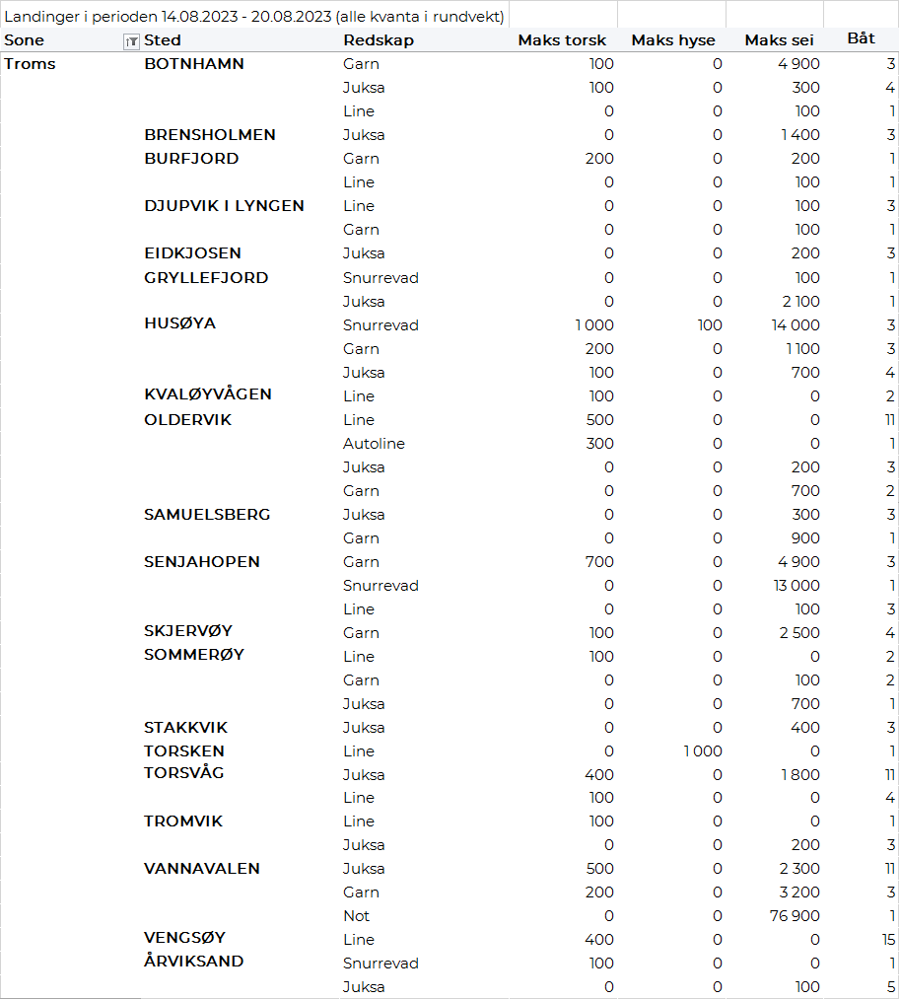 Landinger i perioden 14.08.2023 - 20.08.2023 (alle kvanta i rundvekt)
Sone Sted Redskap Maks torsk Maks hyse Maks sei Båt
Troms BOTNHAMN Garn 100 0 4 900 3
Juksa 100 0 300 4
Line 0 0 100 1
BRENSHOLMEN Juksa 0 0 1 400 3
BURFJORD Garn 200 0 200 1
Line 0 0 100 1
DJUPVIK I LYNGEN Line 0 0 100 3
Garn 0 0 100 1
EIDKJOSEN Juksa 0 0 200 3
GRYLLEFJORD Snurrevad 0 0 100 1
Juksa 0 0 2 100 1
HUSØYA Snurrevad 1 000 100 14 000 3
Garn 200 0 1 100 3
Juksa 100 0 700 4
KVALØYVÅGEN Line 100 0 0 2
OLDERVIK Line 500 0 0 11
Autoline 300 0 0 1
Juksa 0 0 200 3
Garn 0 0 700 2
SAMUELSBERG Juksa 0 0 300 3
Garn 0 0 900 1
SENJAHOPEN Garn 700 0 4 900 3
Snurrevad 0 0 13 000 1
Line 0 0 100 3
SKJERVØY Garn 100 0 2 500 4
SOMMERØY Line 100 0 0 2
Garn 0 0 100 2
Juksa 0 0 700 1
STAKKVIK Juksa 0 0 400 3
TORSKEN Line 0 1 000 0 1
TORSVÅG Juksa 400 0 1 800 11
Line 100 0 0 4
TROMVIK Line 100 0 0 1
Juksa 0 0 200 3
VANNAVALEN Juksa 500 0 2 300 11
Garn 200 0 3 200 3
Not 0 0 76 900 1
VENGSØY Line 400 0 0 15
ÅRVIKSAND Snurrevad 100 0 0 1
Juksa 0 0 100 5